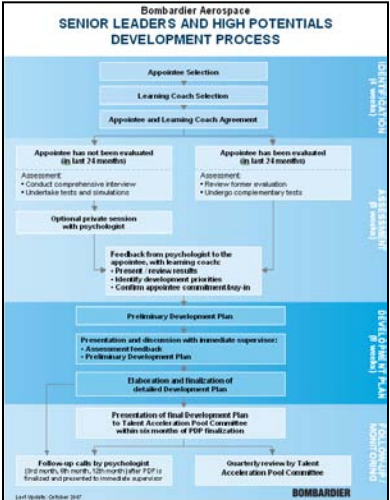 Bombardier Aerospace
SENIOR LEADERS AND HIGH POTENTIALS
DEVELOPMENT PROCESS
IDENTIFICATION
Appointee Selection
Learning Coach Selection
Appointee and Learning Coach Agreement
Appointee has not been evaluated
(in last 24 months)
Assessment:
• Conduct comprehensive interview
• Undertake tests and simulations
Appointee has been evaluated
(in last 24 months)
Assessment:
• Review former evaluation
• Undergo complementary tests
Optional private session
with psychologist
Feedback from psychologist to the
appointee, with learning coach:
• Present / review results
• Identify development priorities
• Confirm appointee commitment/buy-in
DEVELOPMENT PLAN
Preliminary Development Plan
Presentation and discussion with immediate supervisor:
• Assessment feedback
• Preliminary Development Plan
Elaboration and finalization of
detailed Development Plan
FOLLOW-UP
MONITORING
Presentation of final Development Plan
to Talent Acceleration Pool Committee
within six months of PDP finalization
Follow-up calls by psychologist
(3rd month, 6th month, 12th month) after PDP is
finalized and presented to immediate supervisor
Quarterly review by Talent
Acceleration Pool Committee
Last Update: October 2007
BOMBARDIER